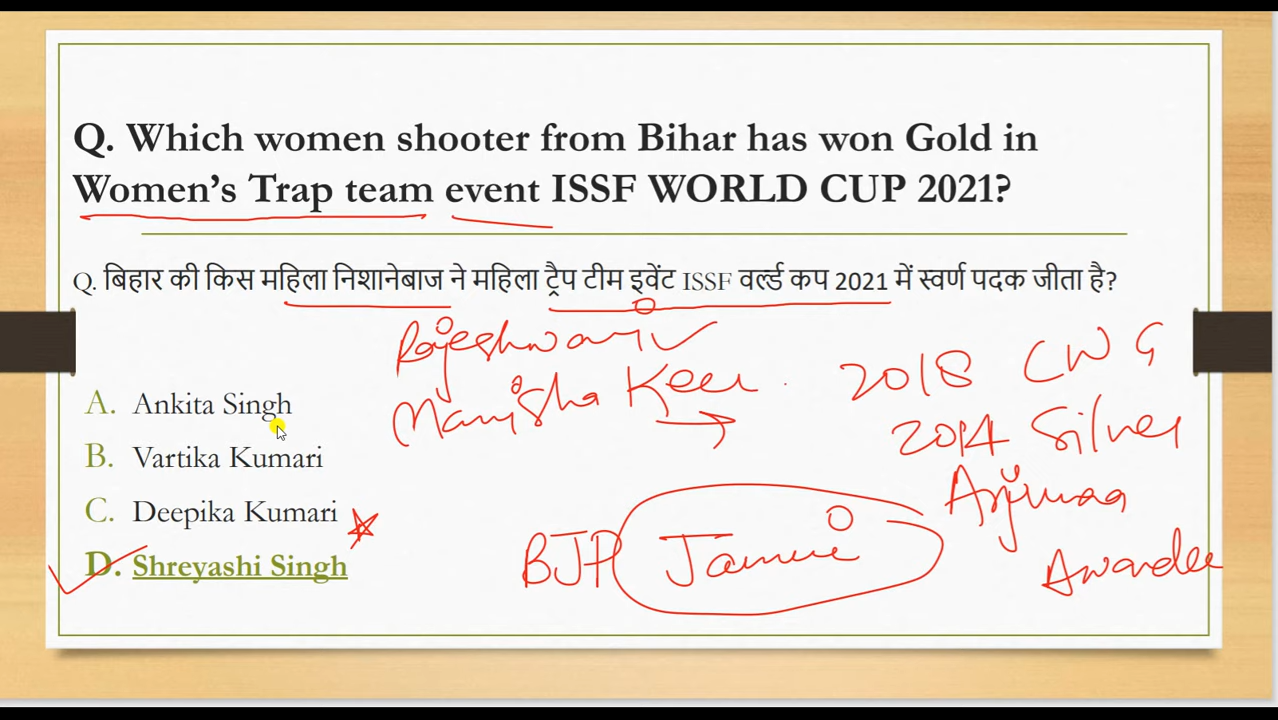 Q. Which women shooter from Bihar has won Gold in
Women's Trap team event ISSF WORLD CUP 2021?
Q. बिहार की किस महिला निशानेबाज ने महिला ट्रैप टीम इवेंट ISSF वर्ल्ड कप 2021 में स्वर्ण पदक जीता है?
Rajeshwari
Manisha Keer
2018 CWG
2014 Silver
Arjuna
Awardee
A. Ankita Singh
B. Vartika Kumari
C. Deepika Kumari
D. Shreyashi Singh
BJP Jamui